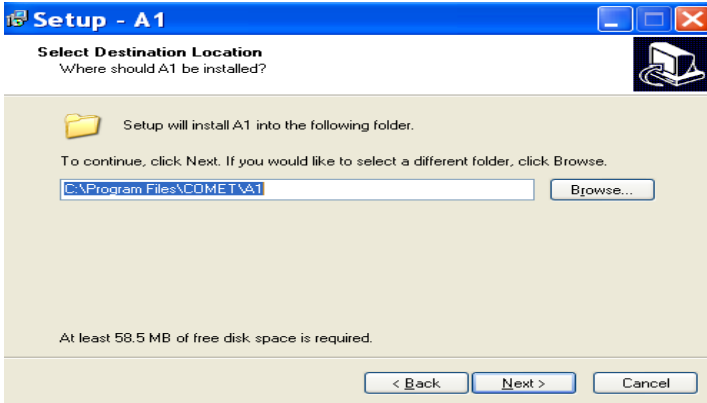 Setup - A1
Select Destination Location
Where should A1 be installed?
Setup will install A1 into the following folder.
To continue, click Next. If you would like to select a different folder, click Browse.
C:\Program Files\COMET\A1
Browse...
At least 58.5 MB of free disk space is required.
< Back
Next >
Cancel